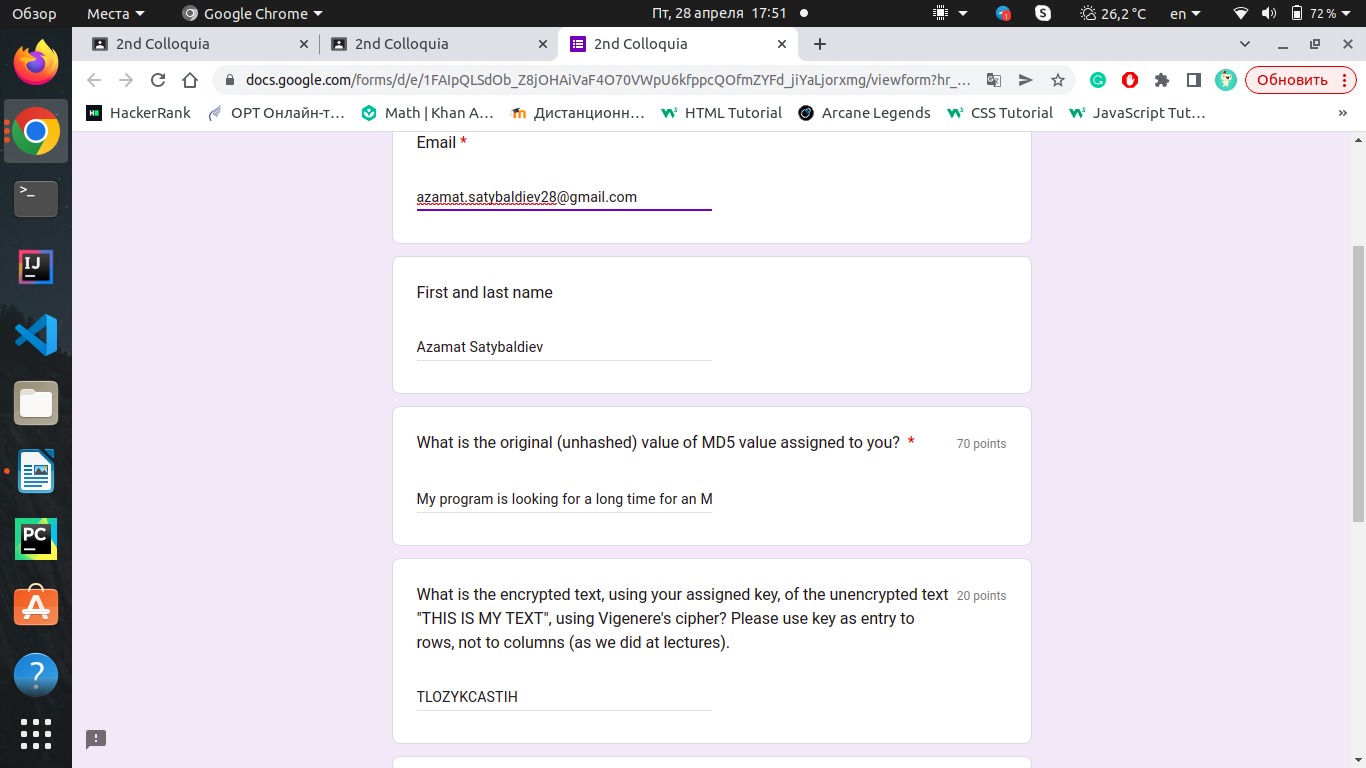 Обзор Места Google Chrome Пт, 28 апреля 17:51 1 S 26,2 °C en 72 %
2nd Colloquia 2nd Colloquia 2nd Colloquia
docs.google.com/forms/d/e/1FAIpQLSdOb_Z8jOHAiVaF4O70VWpU6kfppcQOfmZYFd_jiYaLjorxmg/viewform?hr_... Обновить
HackerRank ОРТ Онлайн-т... Math | Khan A... Дистанционн... HTML Tutorial Arcane Legends CSS Tutorial JavaScript Tut... »
Email *
azamat.satybaldiev28@gmail.com
First and last name
Azamat Satybaldiev
What is the original (unhashed) value of MD5 value assigned to you? * 70 points
My program is looking for a long time for an M
What is the encrypted text, using your assigned key, of the unencrypted text 20 points
"THIS IS MY TEXT", using Vigenere's cipher? Please use key as entry to
rows, not to columns (as we did at lectures).
TLOZYKCASTIH
>_
IJ
PC
A
?